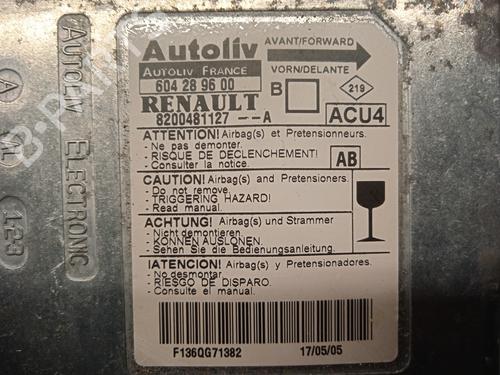 Autoliv
AUTOLIV FRANCE
604 28 96 00
RENAULT
8200481127 --A
AVANT/FORWARD
VORN/DELANTE
B
219
ACU4
ATTENTION! Airbag(s) et Pretensionneurs.
- Ne pas demonter.
- RISQUE DE DECLENCHEMENT!
- Consulter la notice.
AB
CAUTION! Airbag(s) and Pretensioners.
- Do not remove.
- TRIGGERING HAZARD!
- Read manual.
ACHTUNG! Airbag(s) und Strammer
- Nicht demontieren.
- KONNEN AUSLONEN.
- Sehen Sie die Bedienungsanleitung.
¡ATENCION! Airbag(s) y Pretensionadores.
- No desmontar.
- RIESGO DE DISPARO.
- Consulte el manual.
F136QG71382
17/05/05
AUTOLIV ELECTRONIC
A
123